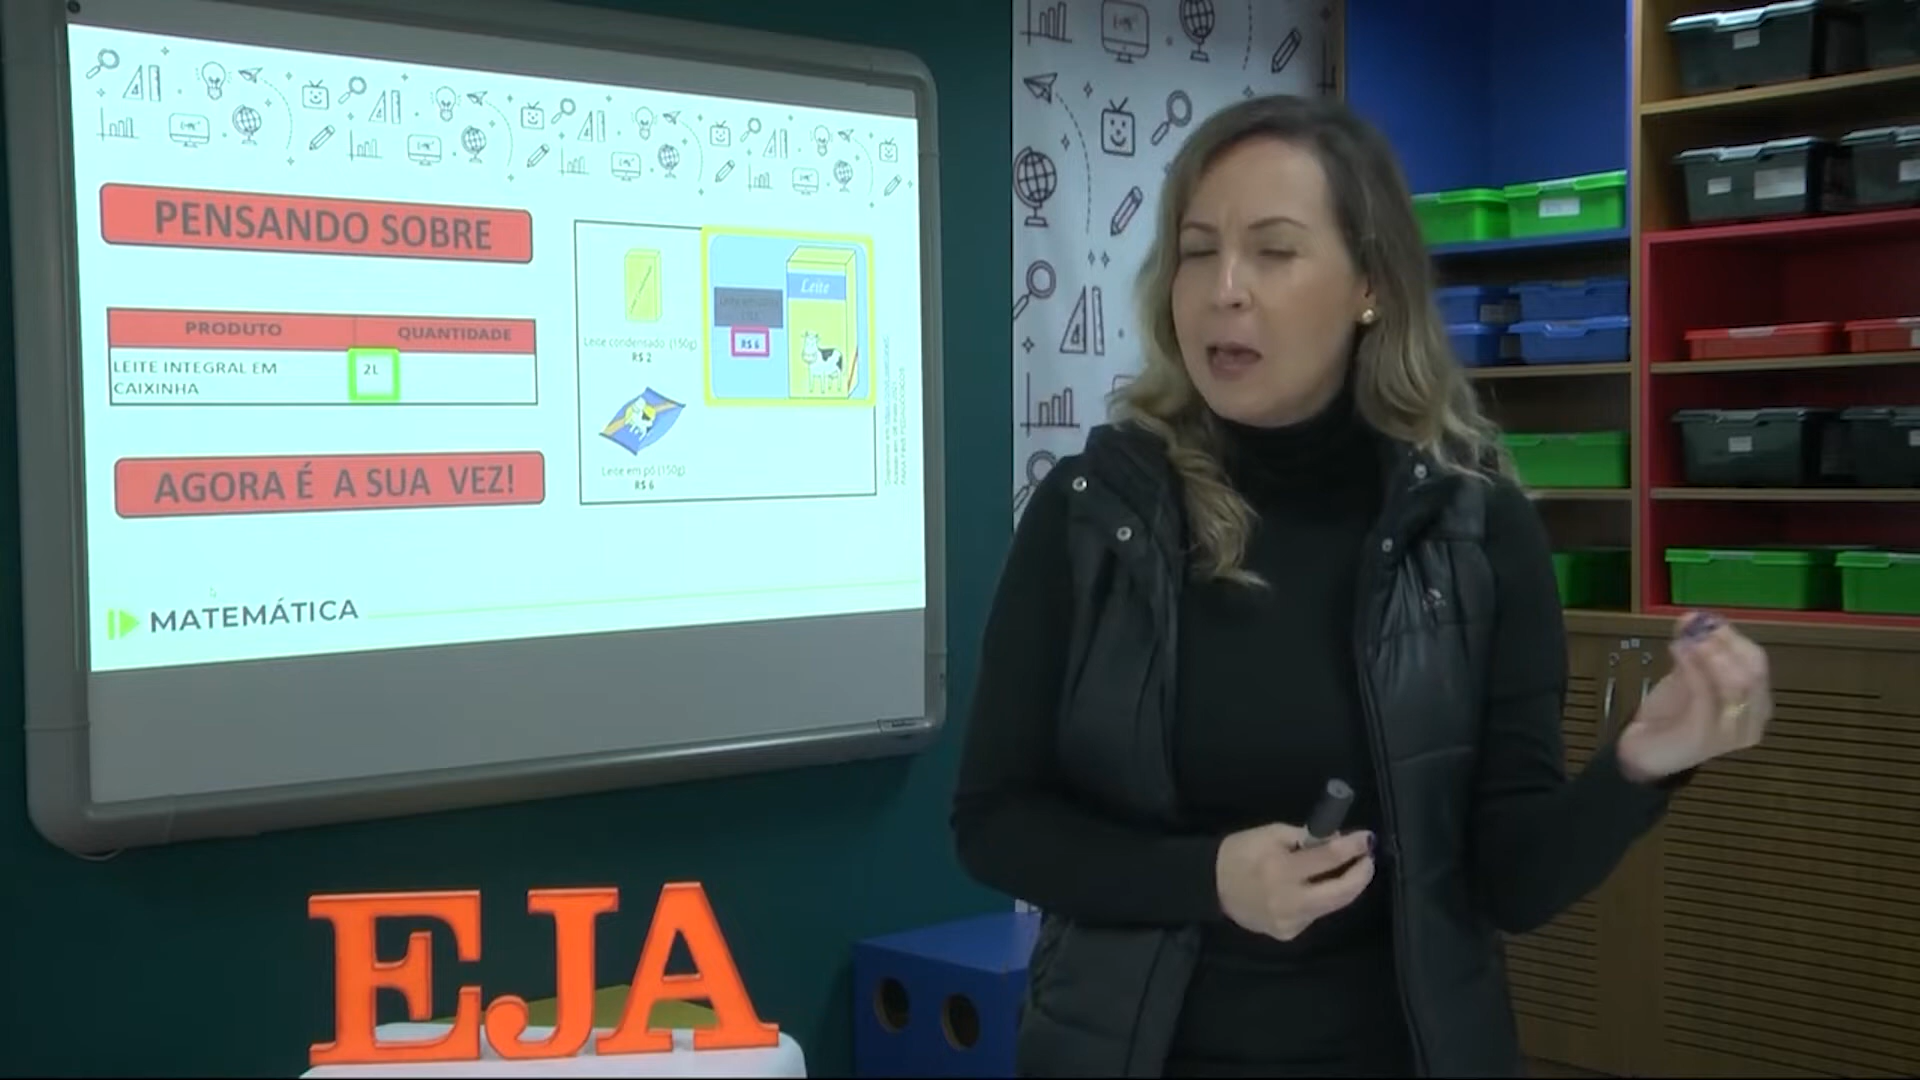 PENSANDO SOBRE
PRODUTO QUANTIDADE
LEITE INTEGRAL EM
CAIXINHA
2L
AGORA É A SUA VEZ!
Leite condensado (150g)
R$ 2
Leite
R$ 6
Leite em pó (150g)
R$ 6
MATEMÁTICA
EJA